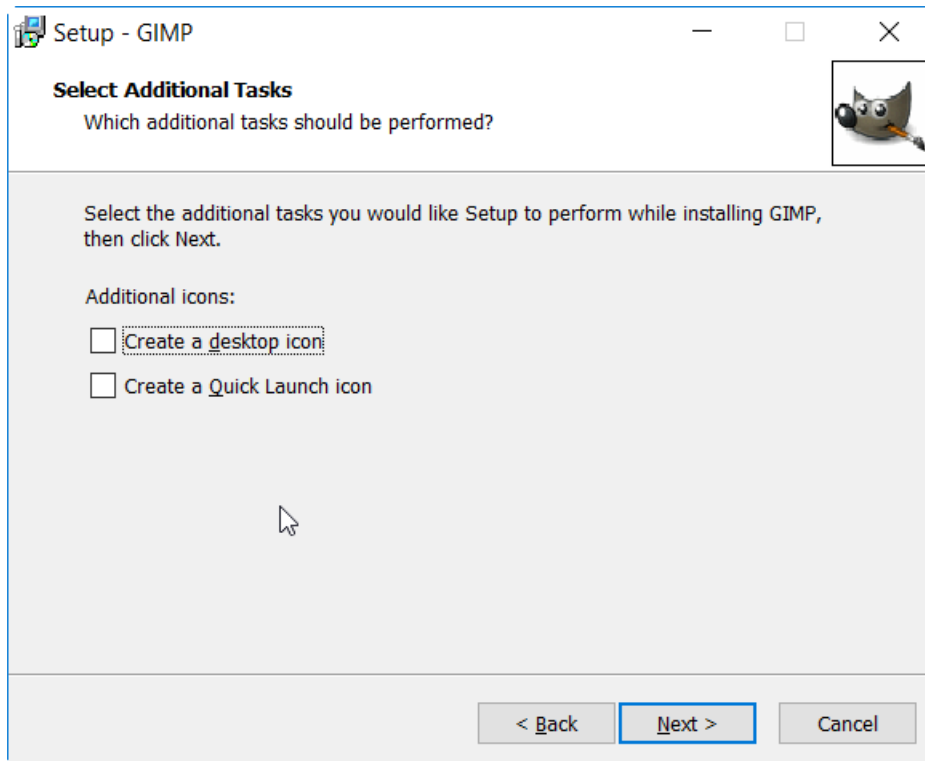 Setup - GIMP
Select Additional Tasks
Which additional tasks should be performed?
Select the additional tasks you would like Setup to perform while installing GIMP,
then click Next.
Additional icons:
Create a desktop icon
Create a Quick Launch icon
< Back Next > Cancel